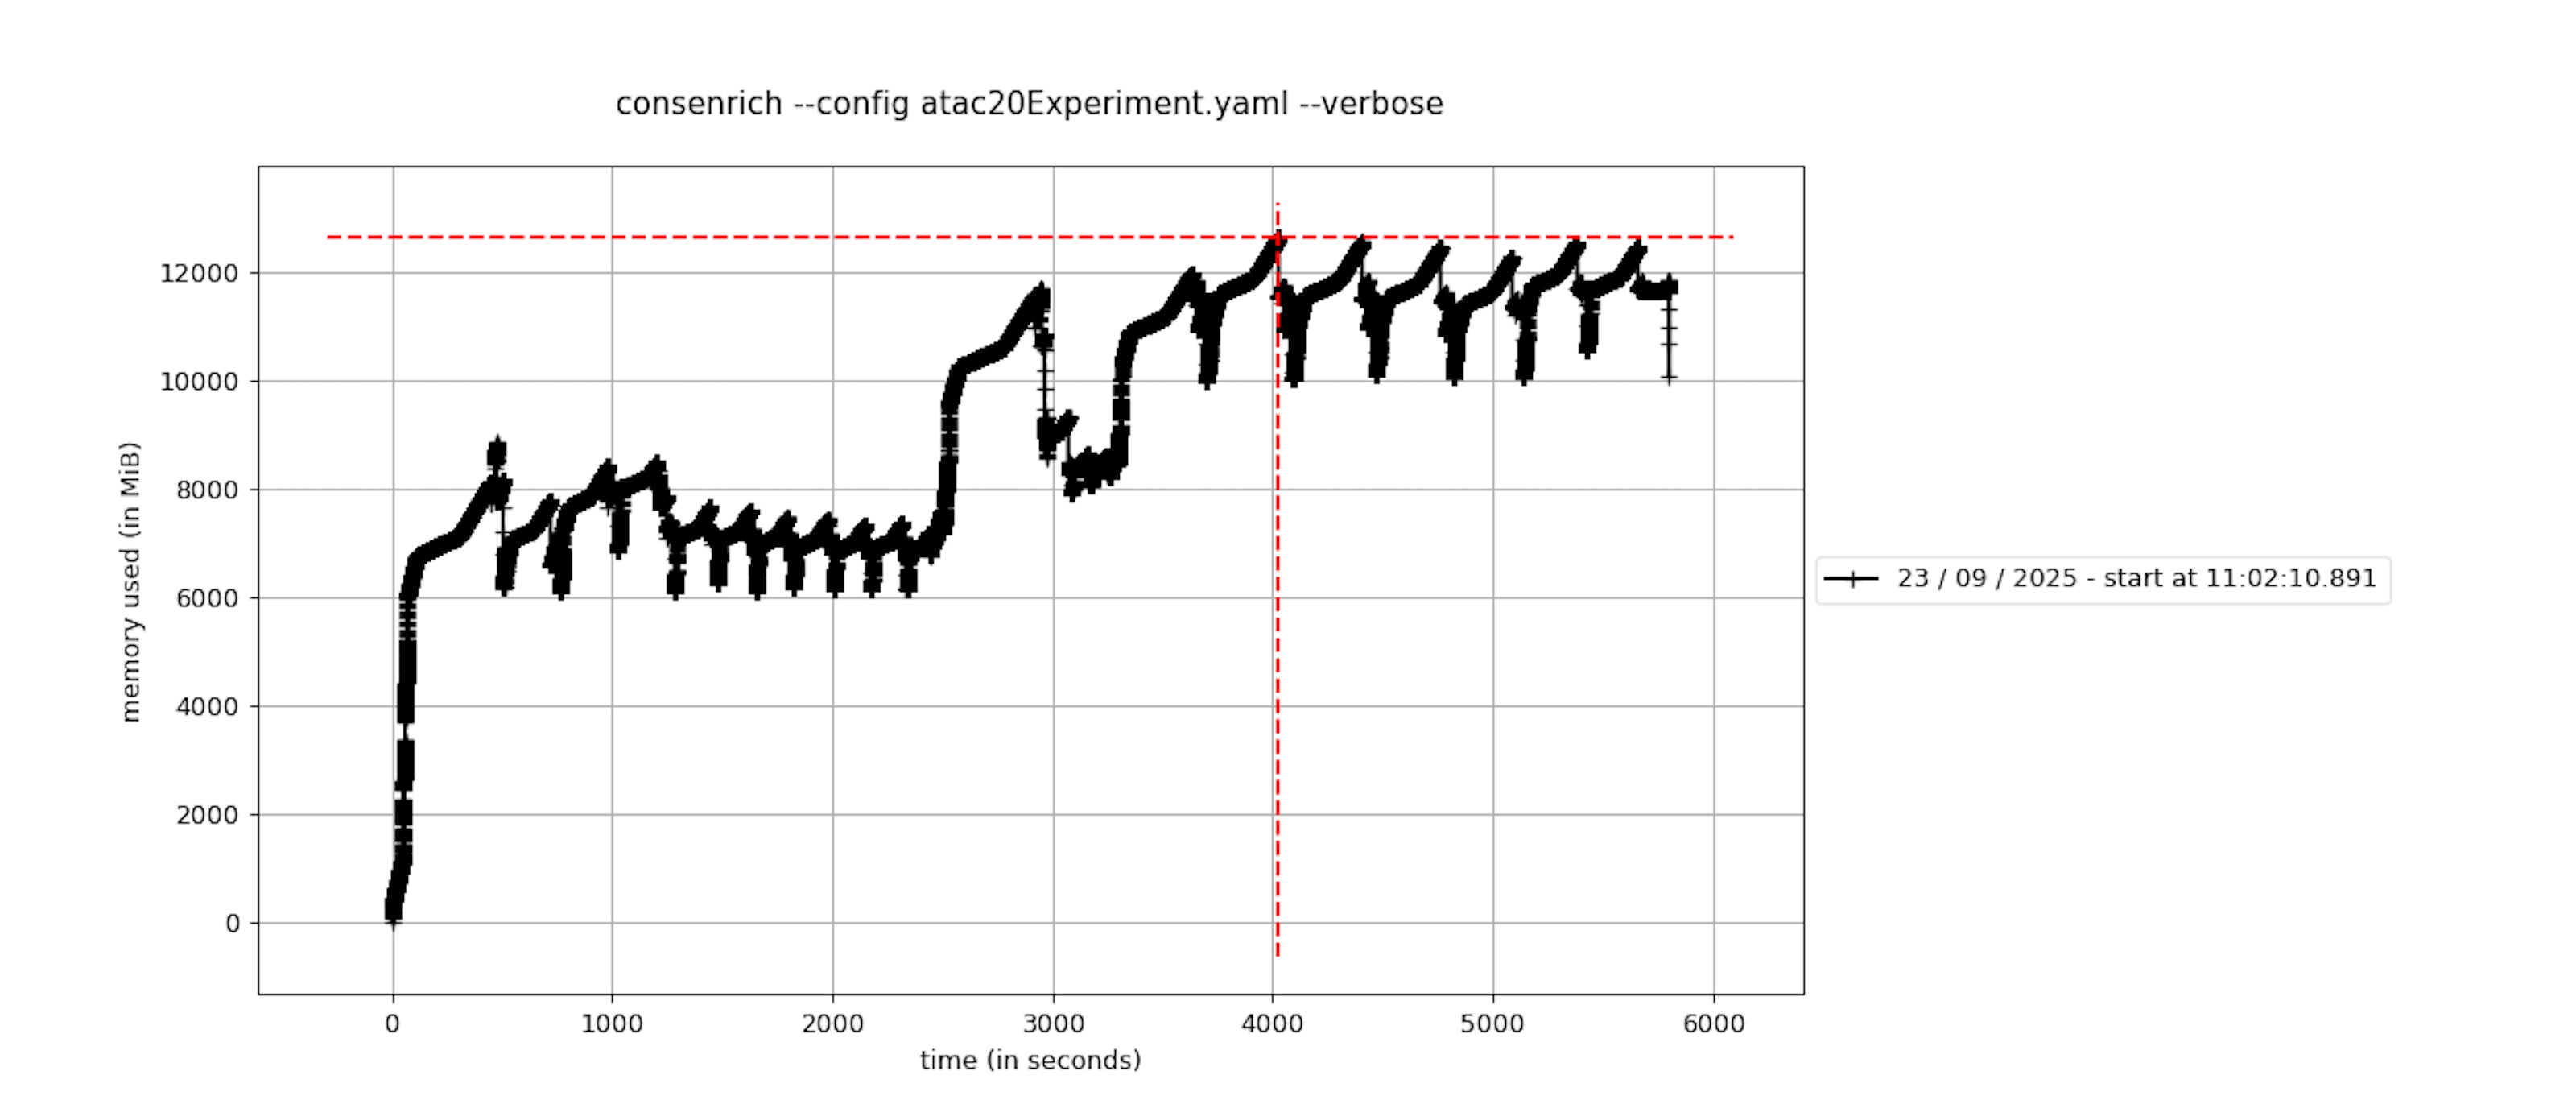 consenrich --config atac20Experiment.yaml --verbose
memory used (in MiB)
12000
10000
8000
6000
4000
2000
0
0 1000 2000 3000 4000 5000 6000
time (in seconds)
23 / 09 / 2025 - start at 11:02:10.891